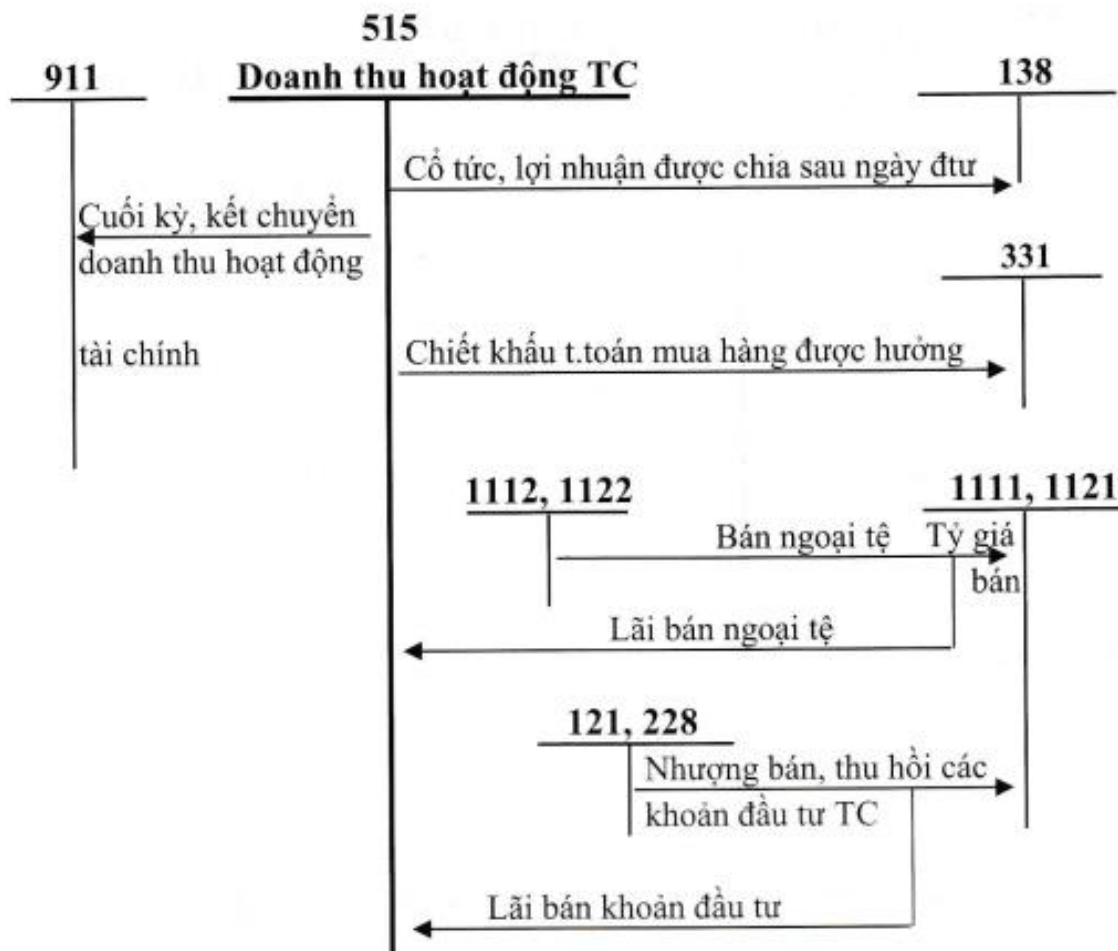 515
911
Doanh thu hoạt động TC
138
Cổ tức, lợi nhuận được chia sau ngày đtư
Cuối kỳ, kết chuyển
doanh thu hoạt động
tài chính
331
Chiết khấu t.toán mua hàng được hưởng
1112, 1122
1111, 1121
Bán ngoại tệ
Tỷ giá
bán
Lãi bán ngoại tệ
121, 228
Nhượng bán, thu hồi các
khoản đầu tư TC
Lãi bán khoản đầu tư